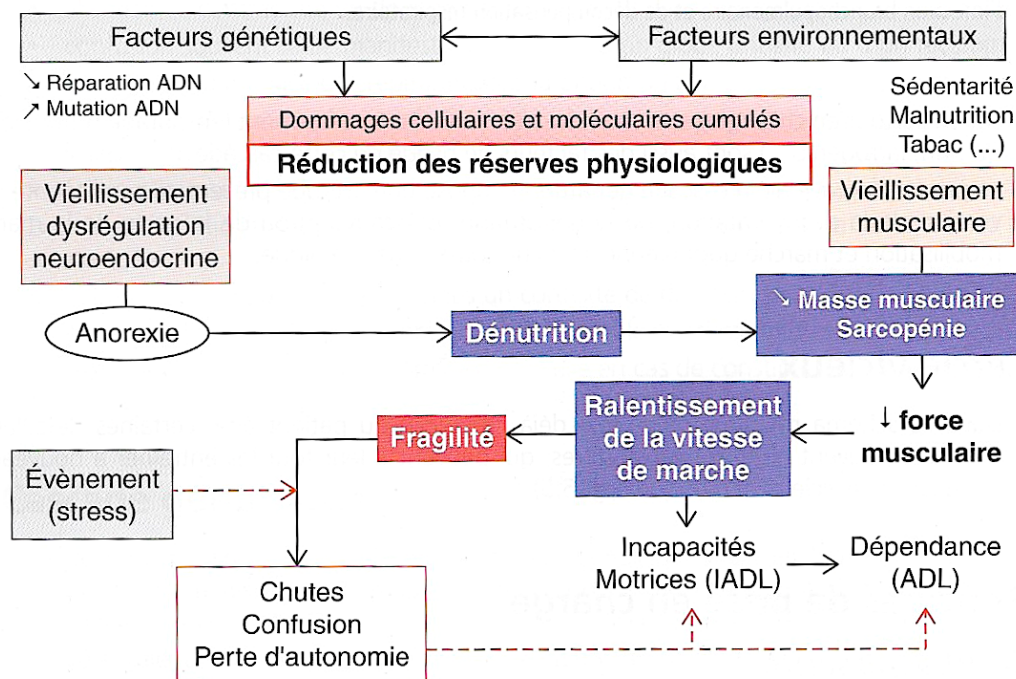 Facteurs génétiques
Facteurs environnementaux
↘ Réparation ADN
↗ Mutation ADN
Sédentarité
Malnutrition
Tabac (...)
Dommages cellulaires et moléculaires cumulés
Réduction des réserves physiologiques
Vieillissement
dysrégulation
neuroendocrine
Vieillissement
musculaire
Anorexie
Dénutrition
↘ Masse musculaire
Sarcopénie
Fragilité
Ralentissement
de la vitesse
de marche
↓ force
musculaire
Évènement
(stress)
Chutes
Confusion
Perte d'autonomie
Incapacités
Motrices (IADL)
Dépendance
(ADL)